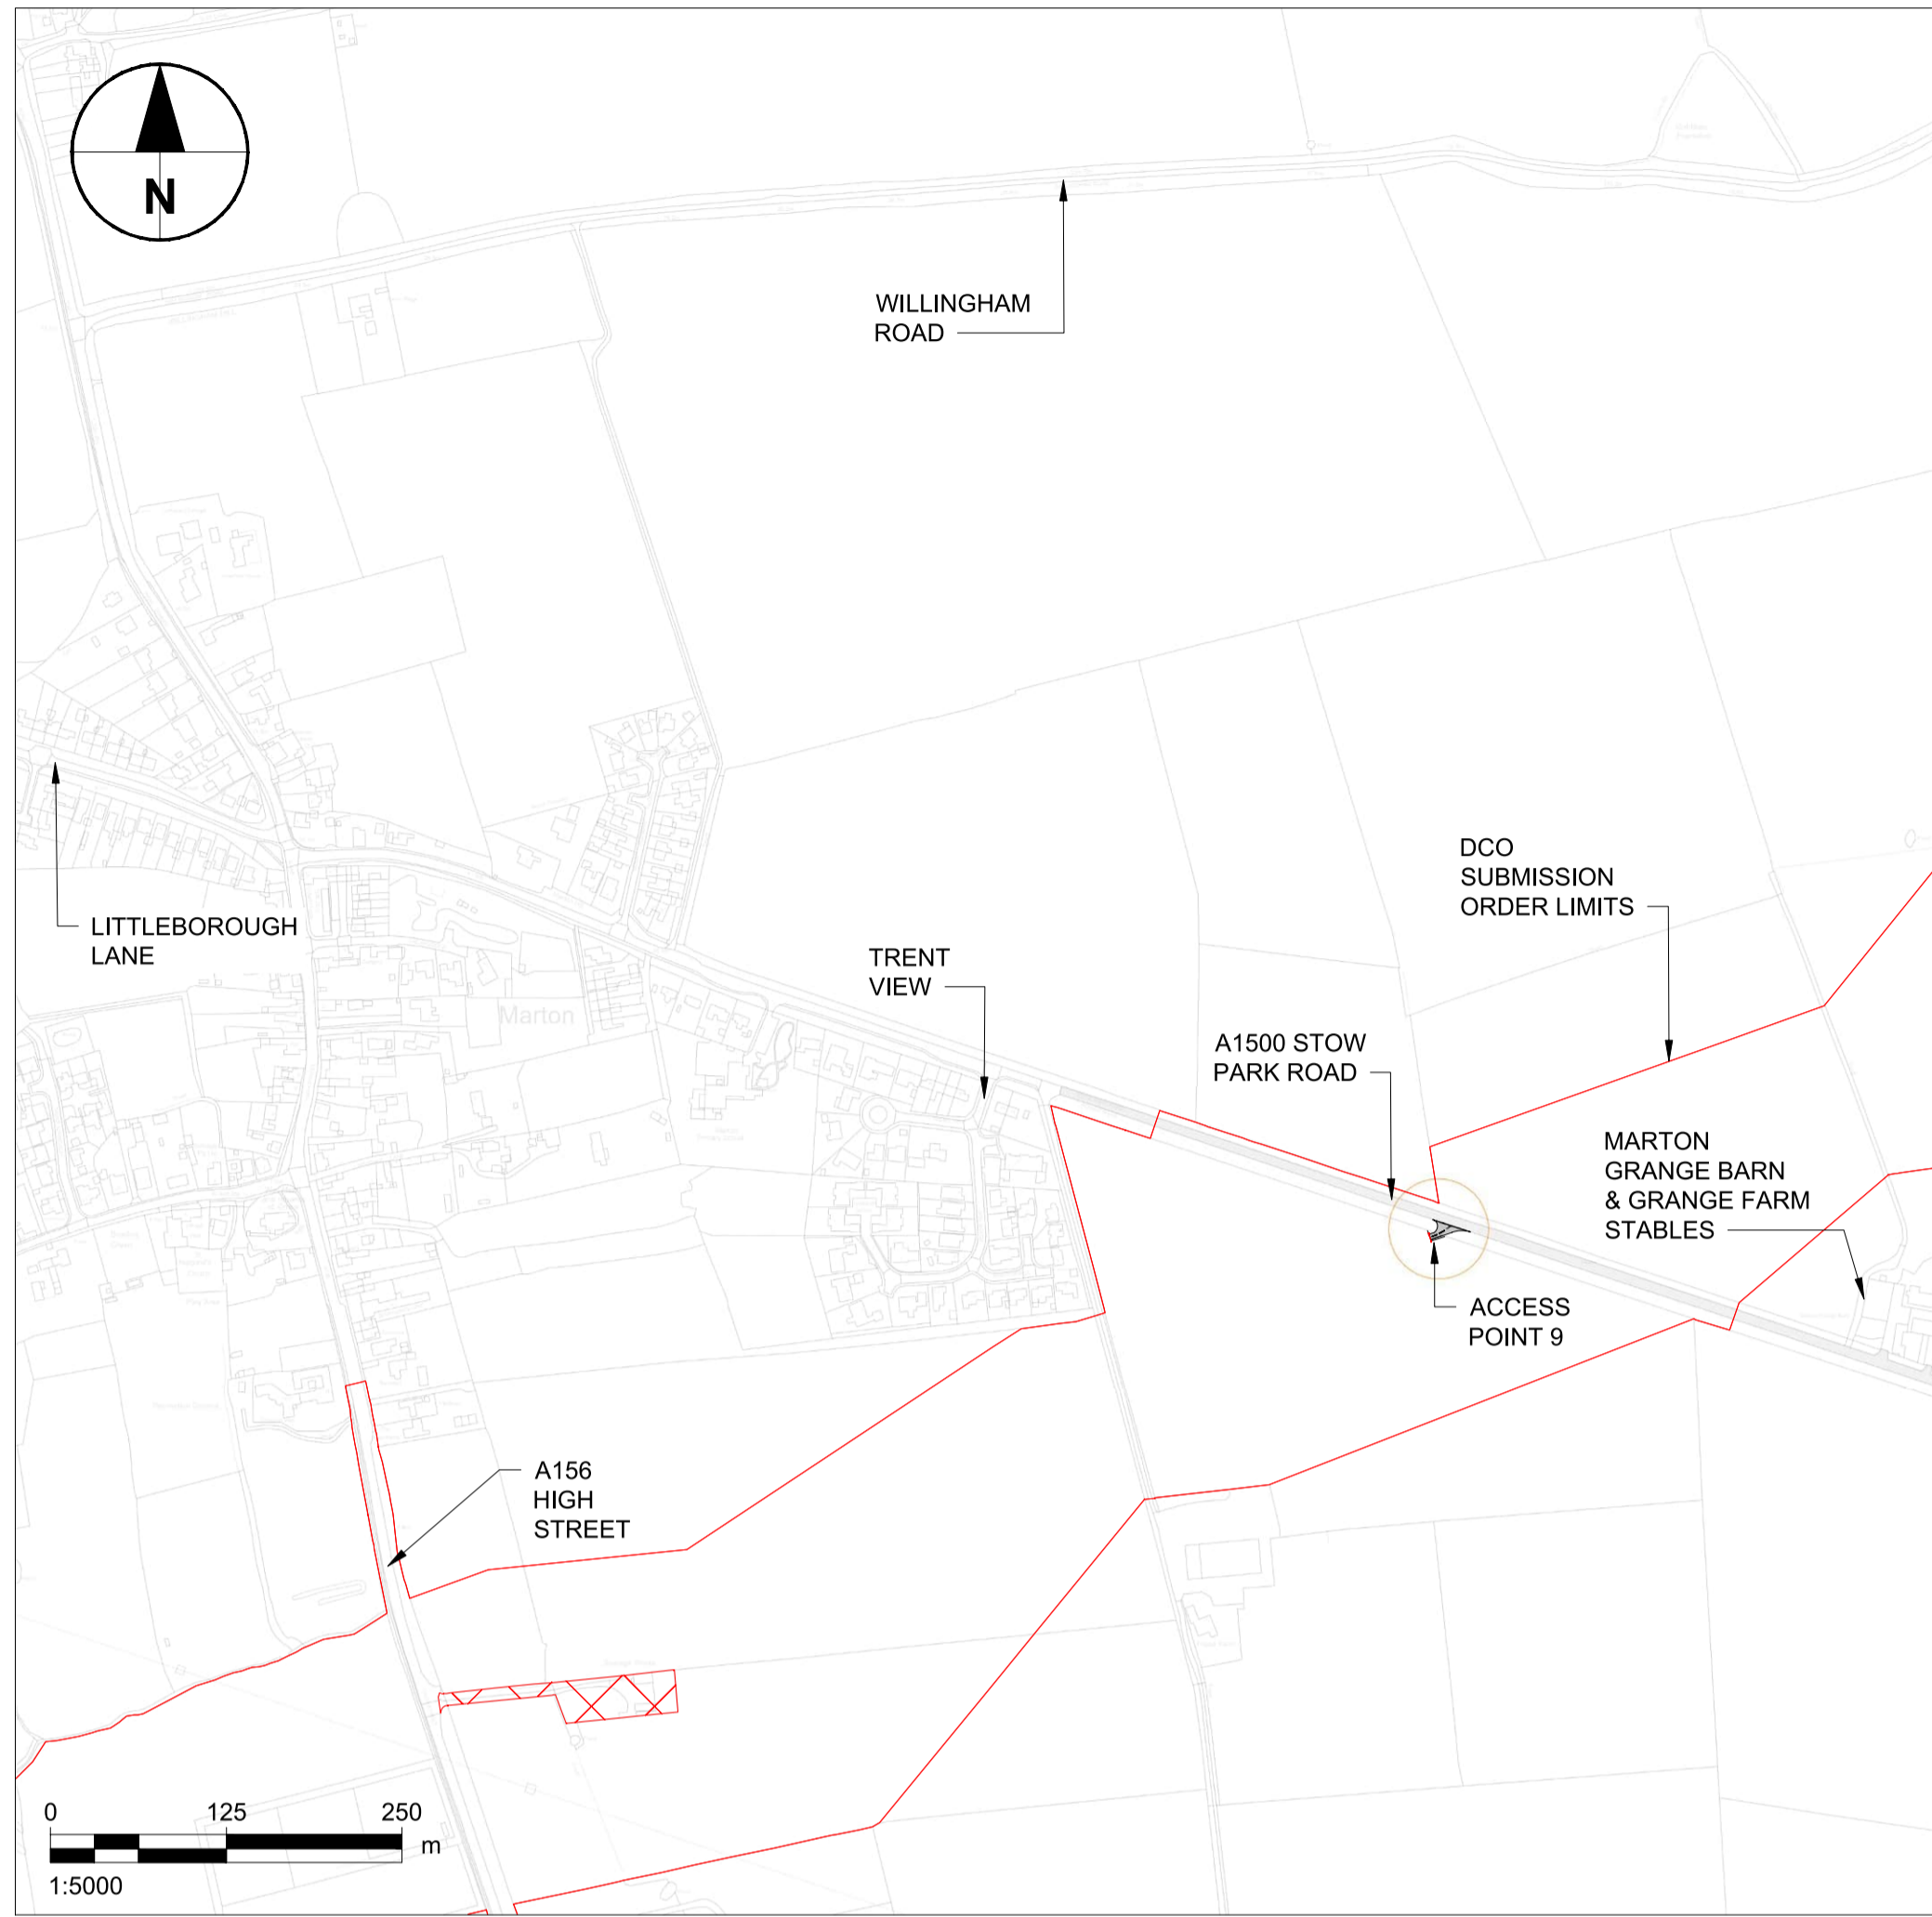 N
WILLINGHAM
ROAD
LITTLEBOROUGH
LANE
TRENT
VIEW
DCO
SUBMISSION
ORDER LIMITS
Marton
A1500 STOW
PARK ROAD
MARTON
GRANGE BARN
& GRANGE FARM
STABLES
ACCESS
POINT 9
A156
HIGH
STREET
0 125 250
m
1:5000